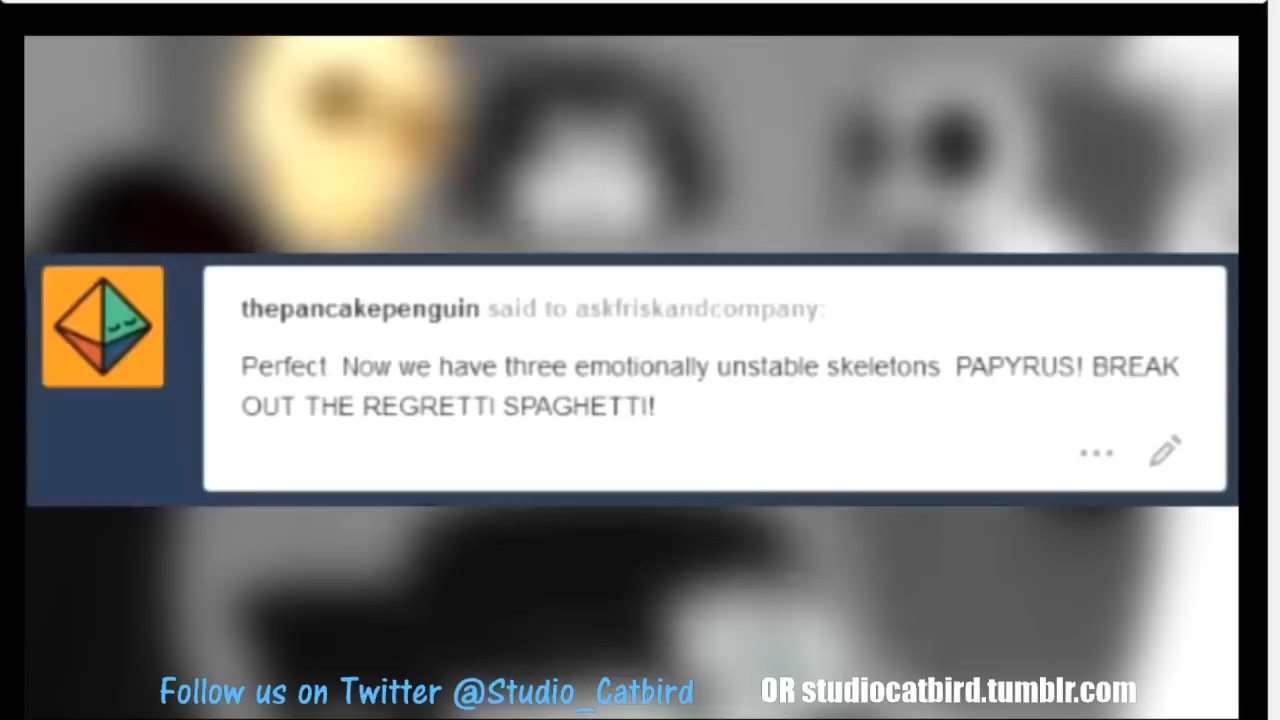 thepancakepenguin said to askfriskandcompany:
Perfect. Now we have three emotionally unstable skeletons. PAPYRUS! BREAK
OUT THE REGRETTI SPAGHETTI!
Follow us on Twitter @Studio_Catbird OR studiocatbird.tumblr.com